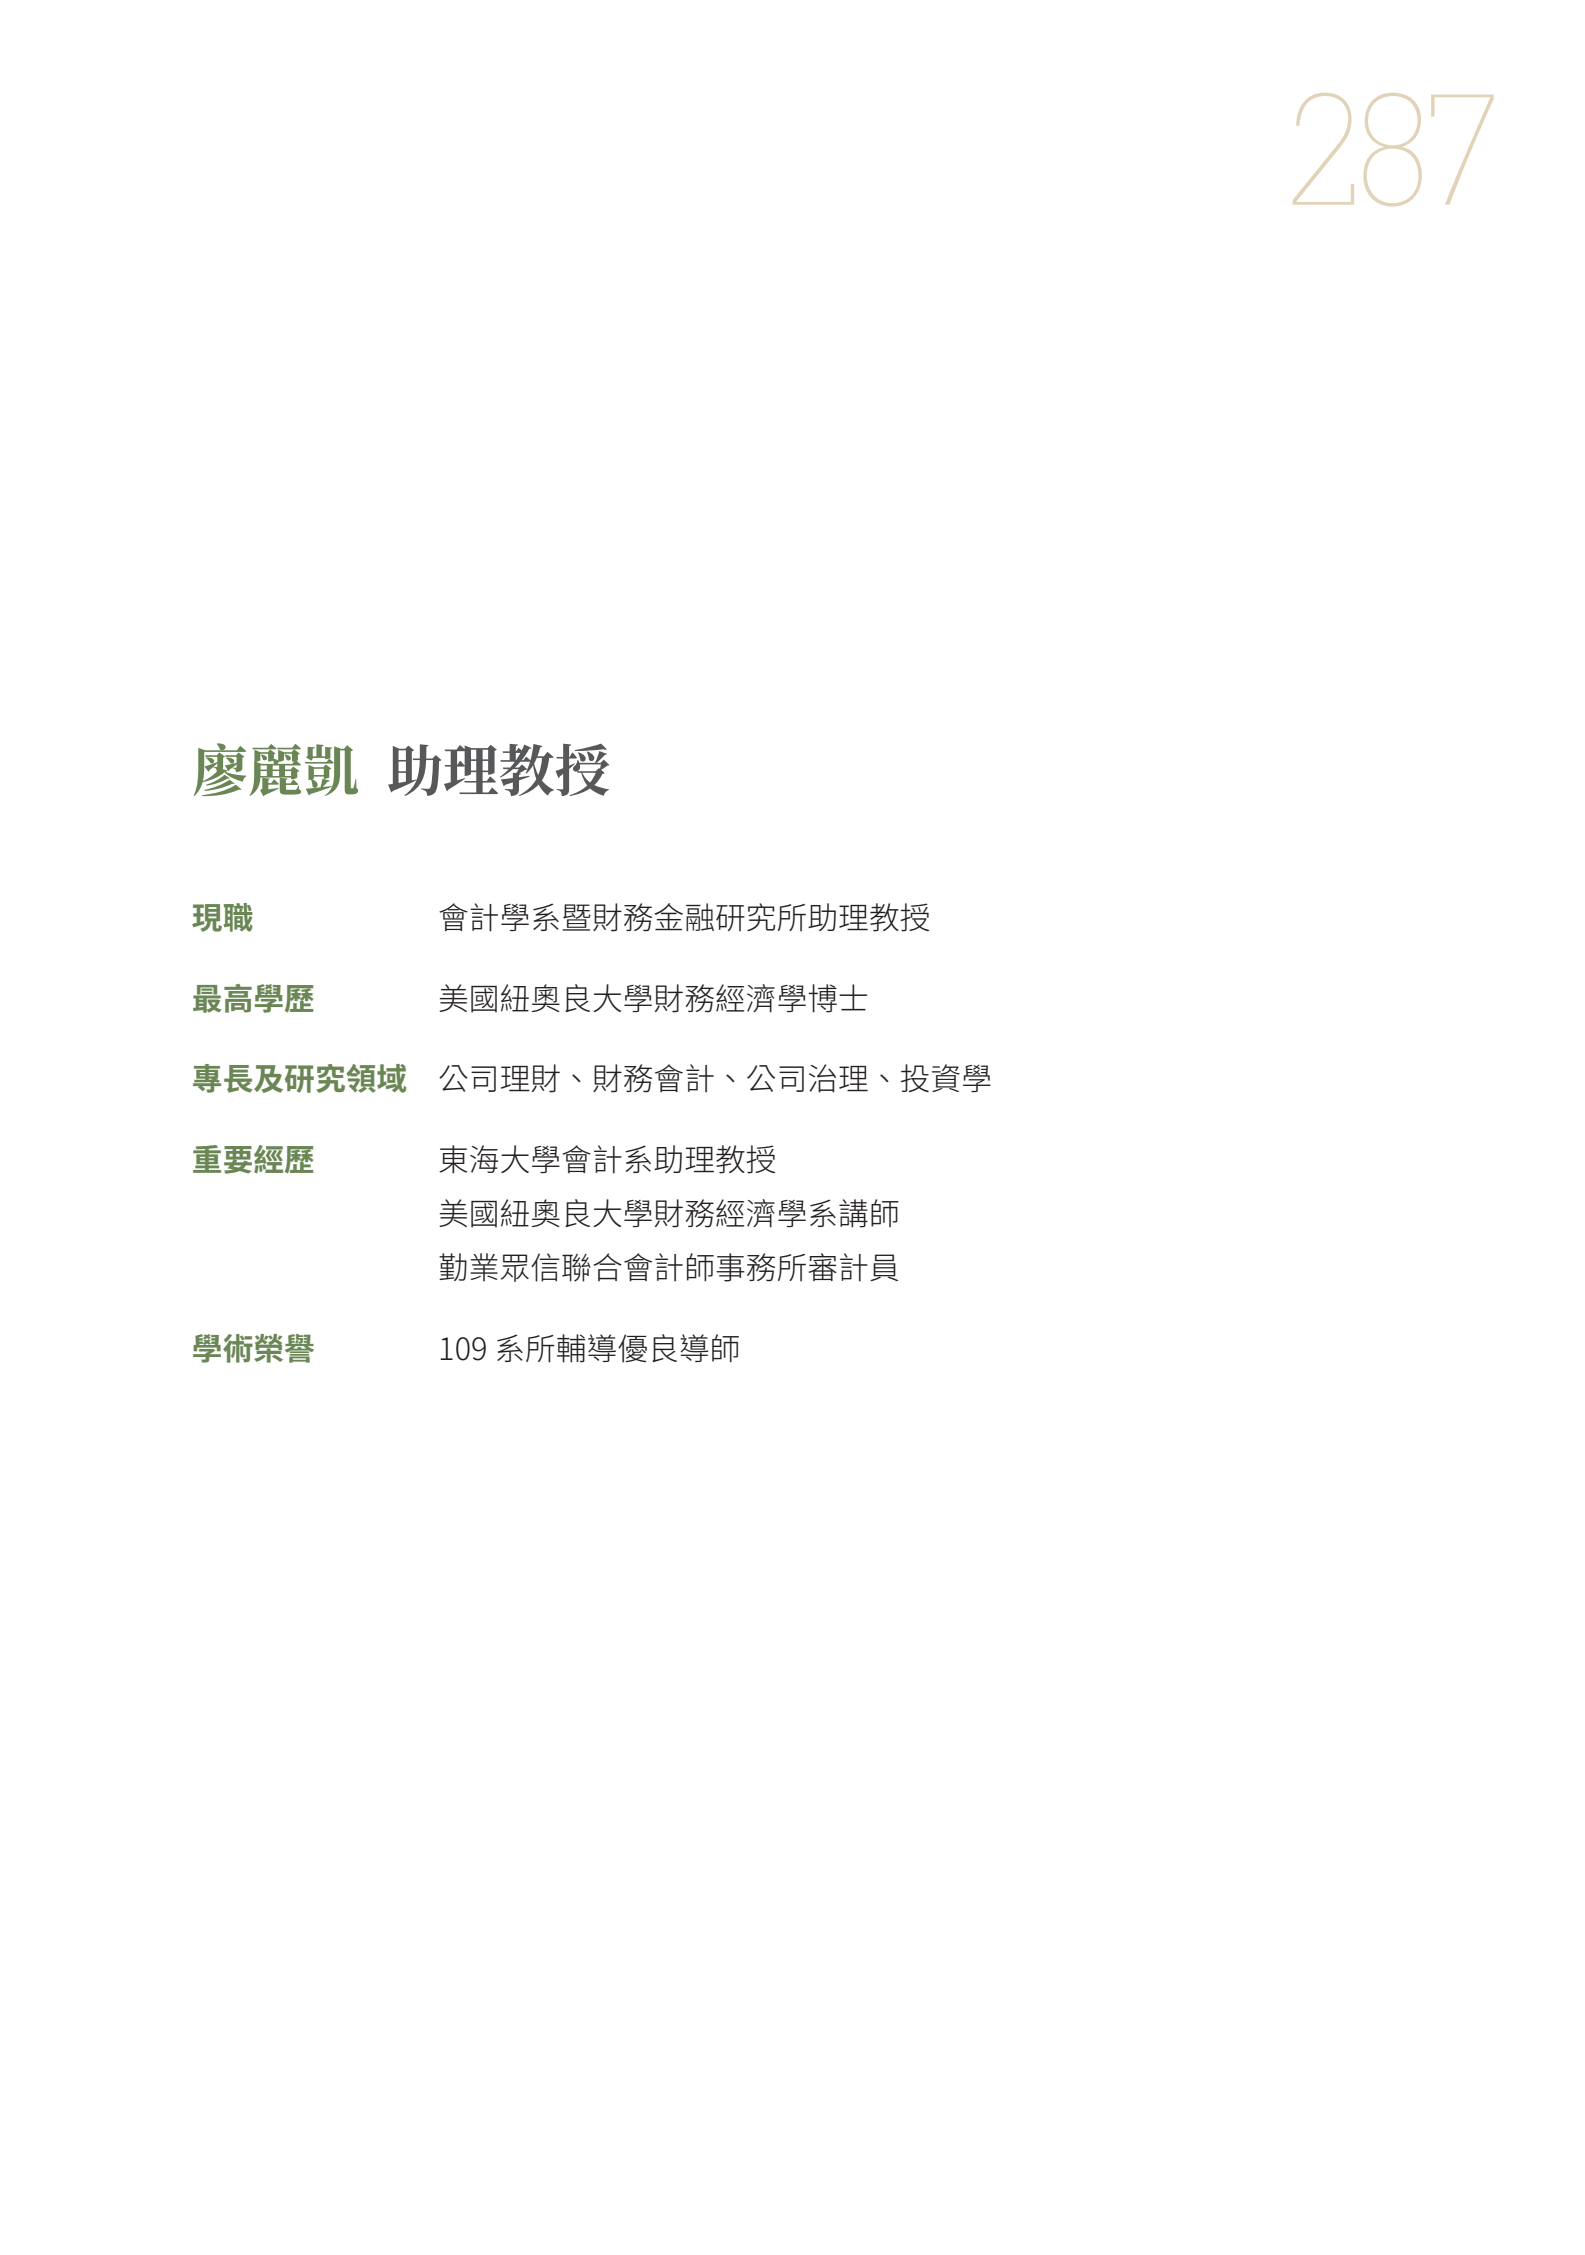 287
廖麗凱 助理教授
現職 會計學系暨財務金融研究所助理教授
最高學歷 美國紐奧良大學財務經濟學博士
專長及研究領域 公司理財、財務會計、公司治理、投資學
重要經歷 東海大學會計系助理教授
美國紐奧良大學財務經濟學系講師
勤業眾信聯合會計師事務所審計員
學術榮譽 109 系所輔導優良導師